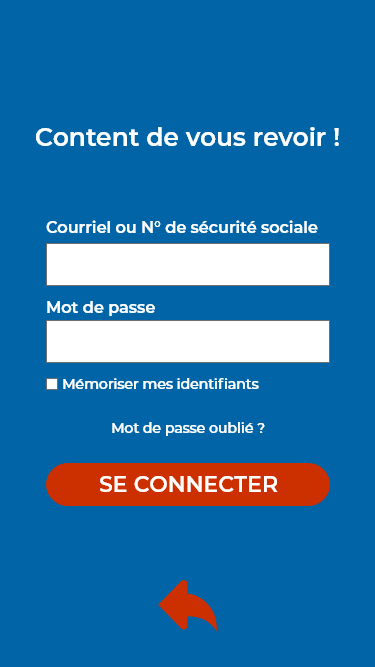 Content de vous revoir !
Courriel ou N° de sécurité sociale
Mot de passe
Mémoriser mes identifiants
Mot de passe oublié ?
SE CONNECTER